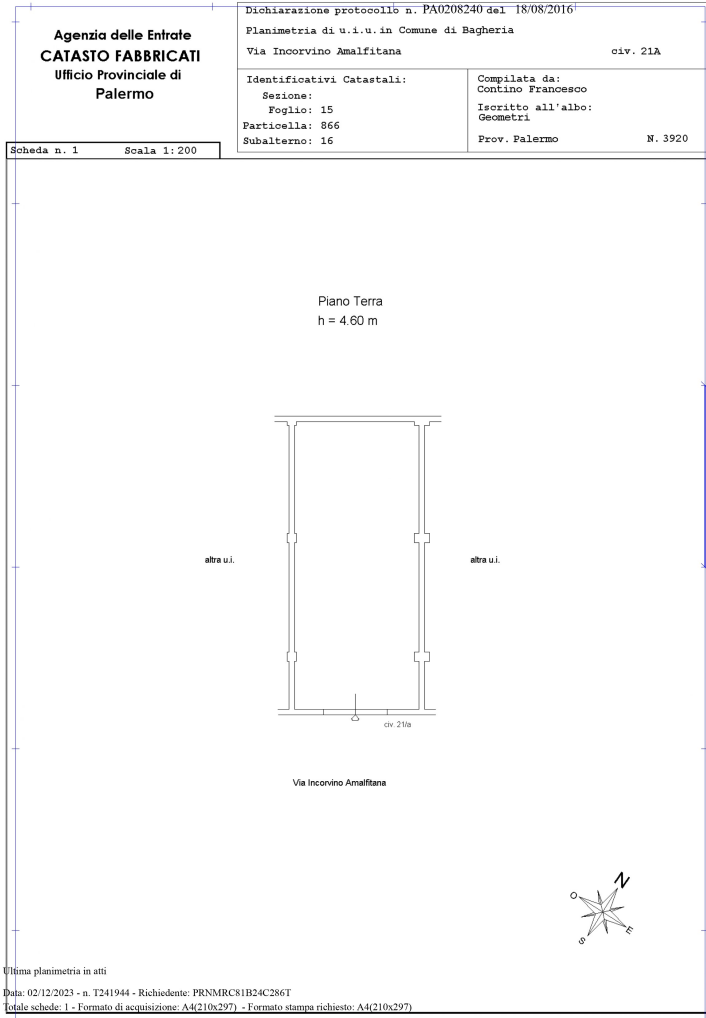 Agenzia delle Entrate
CATASTO FABBRICATI
Ufficio Provinciale di
Palermo
Dichiarazione protocollo n. PA0208240 del 18/08/2016
Planimetria di u.i.u. in Comune di Bagheria
Via Incorvino Amalfitana civ. 21A
Identificativi Catastali:
Sezione:
Foglio: 15
Particella: 866
Subalterno: 16
Compilata da:
Contino Francesco
Iscritto all'albo:
Geometri
Prov. Palermo N. 3920
Scheda n. 1 Scala 1:200
Piano Terra
h = 4.60 m
altra u.i. altra u.i.
civ. 21/a
Via Incorvino Amalfitana
N
O
E
S
Ultima planimetria in atti
Data: 02/12/2023 - n. T241944 - Richiedente: PRNMRC81B24C286T
Totale schede: 1 - Formato di acquisizione: A4(210x297) - Formato stampa richiesto: A4(210x297)